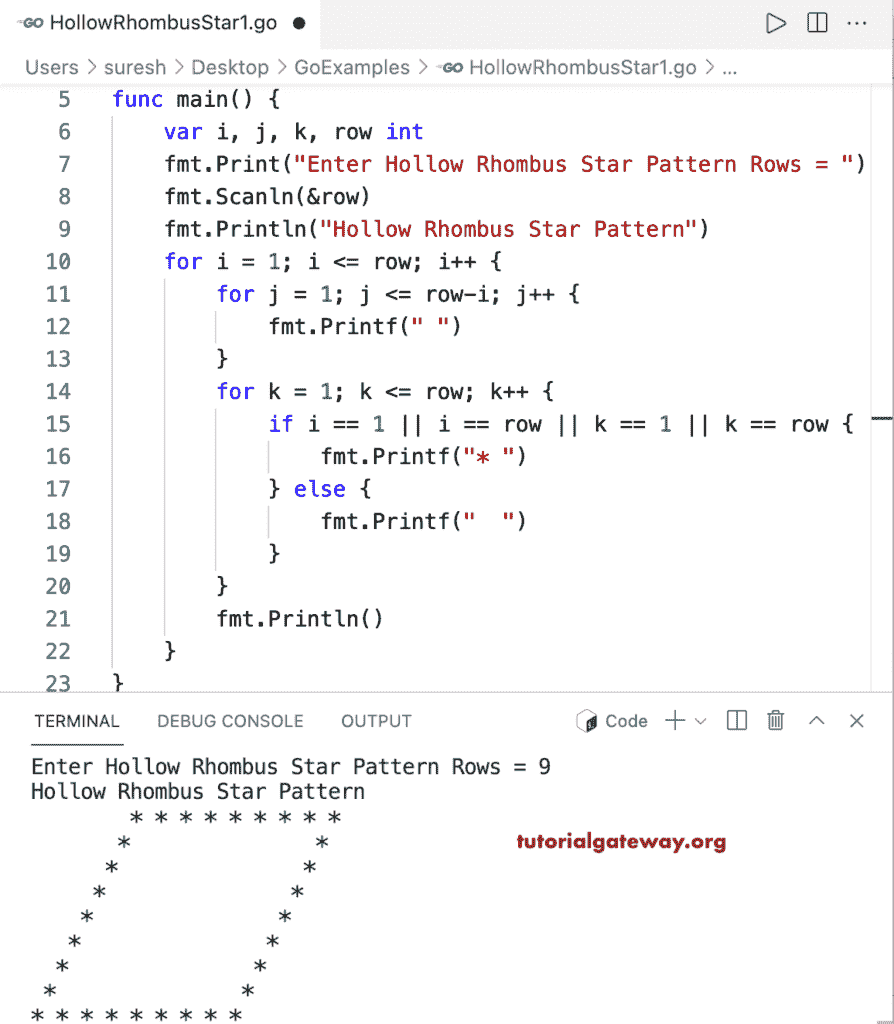 GO HollowRhombusStar1.go ●
Users > suresh > Desktop > GoExamples > GO HollowRhombusStar1.go > ...
5 func main() {
6     var i, j, k, row int
7     fmt.Print("Enter Hollow Rhombus Star Pattern Rows = ")
8     fmt.Scanln(&row)
9     fmt.Println("Hollow Rhombus Star Pattern")
10     for i = 1; i <= row; i++ {
11         for j = 1; j <= row-i; j++ {
12             fmt.Printf(" ")
13         }
14         for k = 1; k <= row; k++ {
15             if i == 1 || i == row || k == 1 || k == row {
16                 fmt.Printf("* ")
17             } else {
18                 fmt.Printf("  ")
19             }
20         }
21         fmt.Println()
22     }
23 }
TERMINAL DEBUG CONSOLE OUTPUT Code
Enter Hollow Rhombus Star Pattern Rows = 9
Hollow Rhombus Star Pattern
        * * * * * * * * *
       *               * tutorialgateway.org
      *               *
     *               *
    *               *
   *               *
  *               *
 *               *
* * * * * * * * *